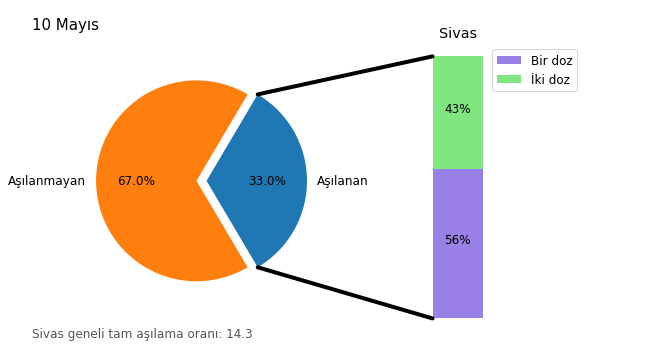 10 Mayıs
Sivas
Bir doz
İki doz
43%
Aşılanmayan
67.0%
33.0%
Aşılanan
56%
Sivas geneli tam aşılama oranı: 14.3